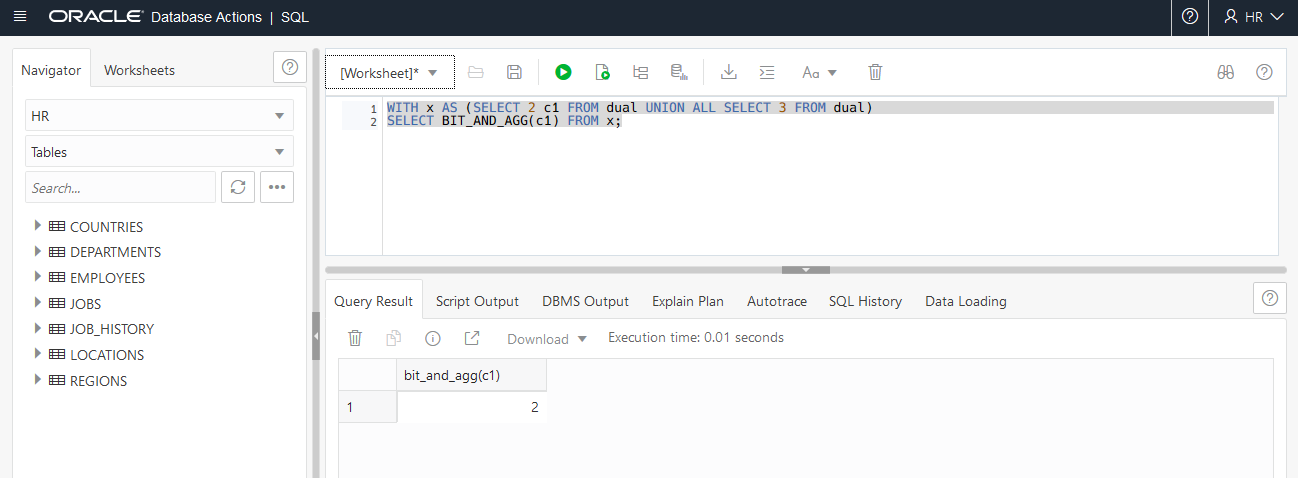 ORACLE Database Actions | SQL
HR
Navigator
Worksheets
HR
Tables
Search...
COUNTRIES
DEPARTMENTS
EMPLOYEES
JOBS
JOB_HISTORY
LOCATIONS
REGIONS
[Worksheet]*
Aa
1 WITH x AS (SELECT 2 c1 FROM dual UNION ALL SELECT 3 FROM dual)
2 SELECT BIT_AND_AGG(c1) FROM x;
Query Result Script Output DBMS Output Explain Plan Autotrace SQL History Data Loading
Download Execution time: 0.01 seconds
bit_and_agg(c1)
1 2